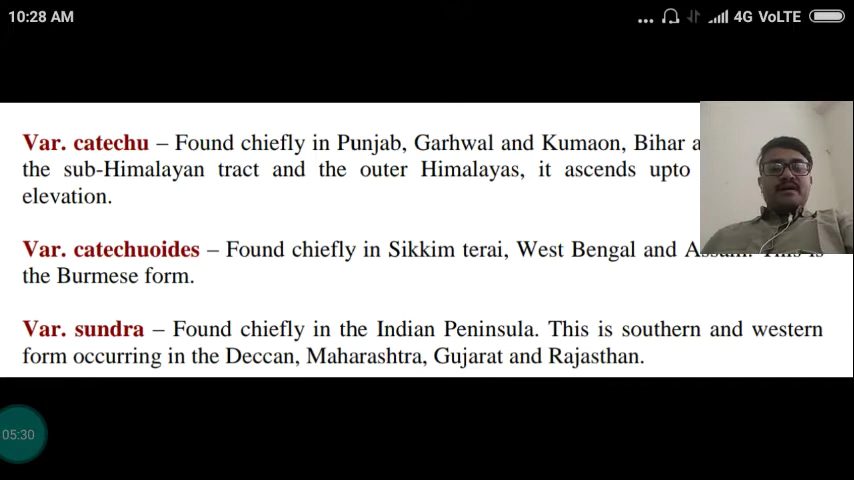 10:28 AM
... 4G VoLTE
Var. catechu – Found chiefly in Punjab, Garhwal and Kumaon, Bihar
the sub-Himalayan tract and the outer Himalayas, it ascends upto
elevation.
Var. catechuoides – Found chiefly in Sikkim terai, West Bengal and Assam. This is
the Burmese form.
Var. sundra – Found chiefly in the Indian Peninsula. This is southern and western
form occurring in the Deccan, Maharashtra, Gujarat and Rajasthan.
05:30